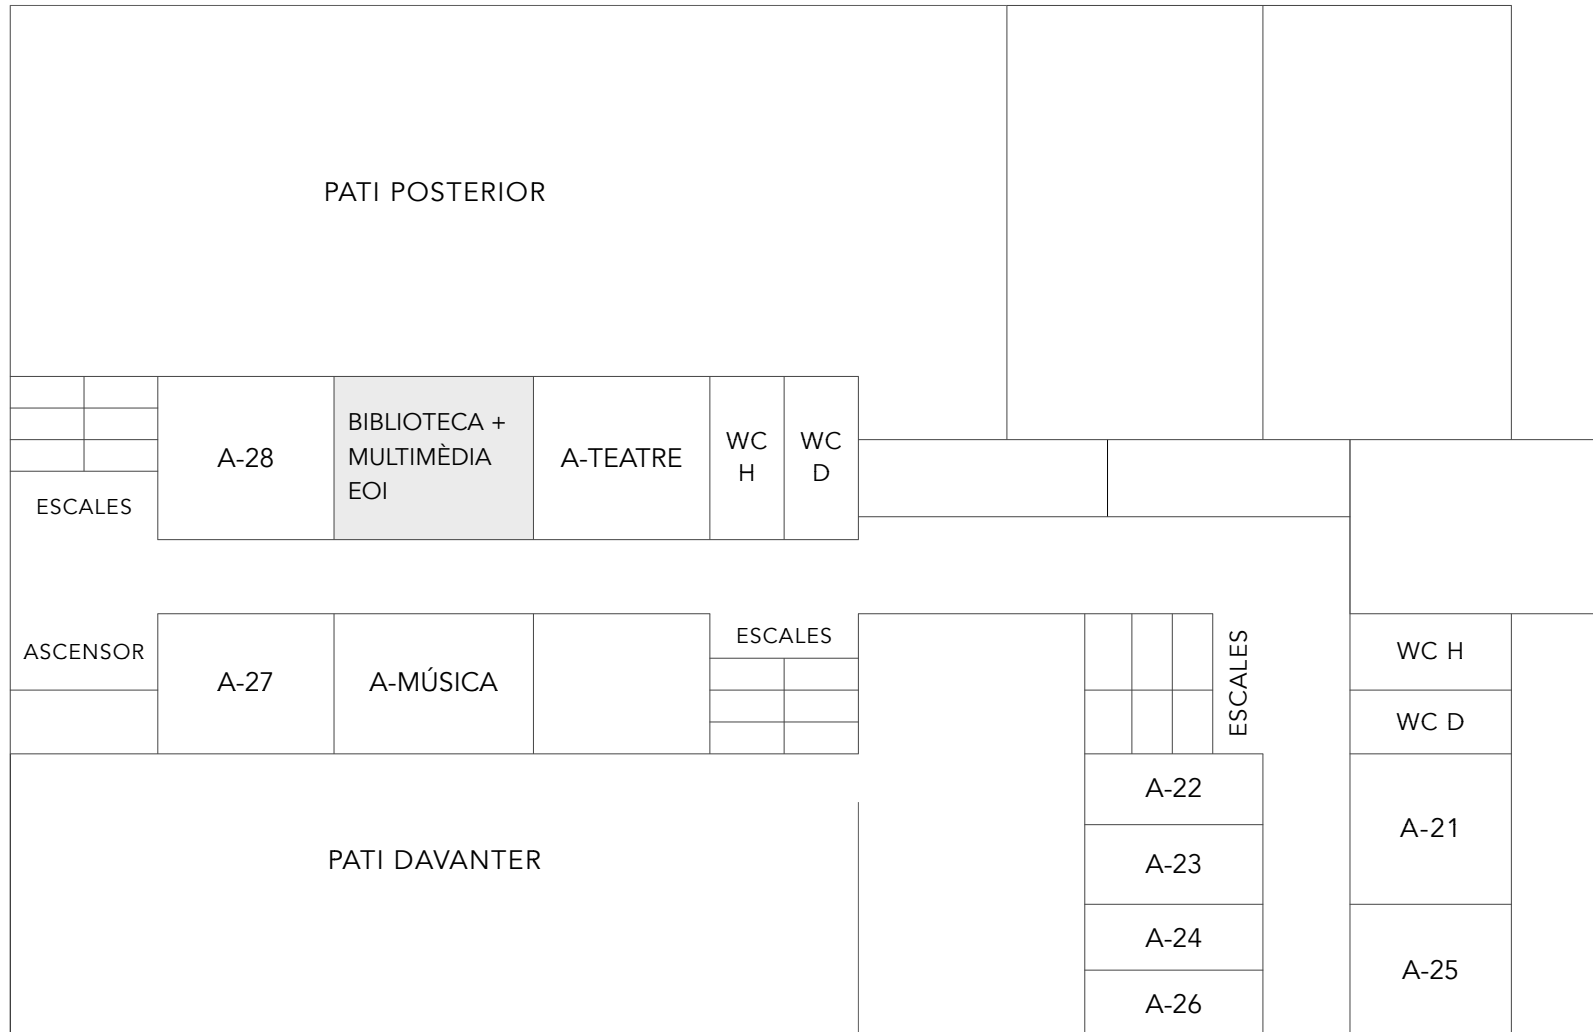 PATI POSTERIOR
ESCALES
A-28
BIBLIOTECA +
MULTIMÈDIA
EOI
A-TEATRE
WC
H
WC
D
ASCENSOR
A-27
A-MÚSICA
ESCALES
ESCALES
WC H
WC D
A-22
A-21
A-23
PATI DAVANTER
A-24
A-25
A-26